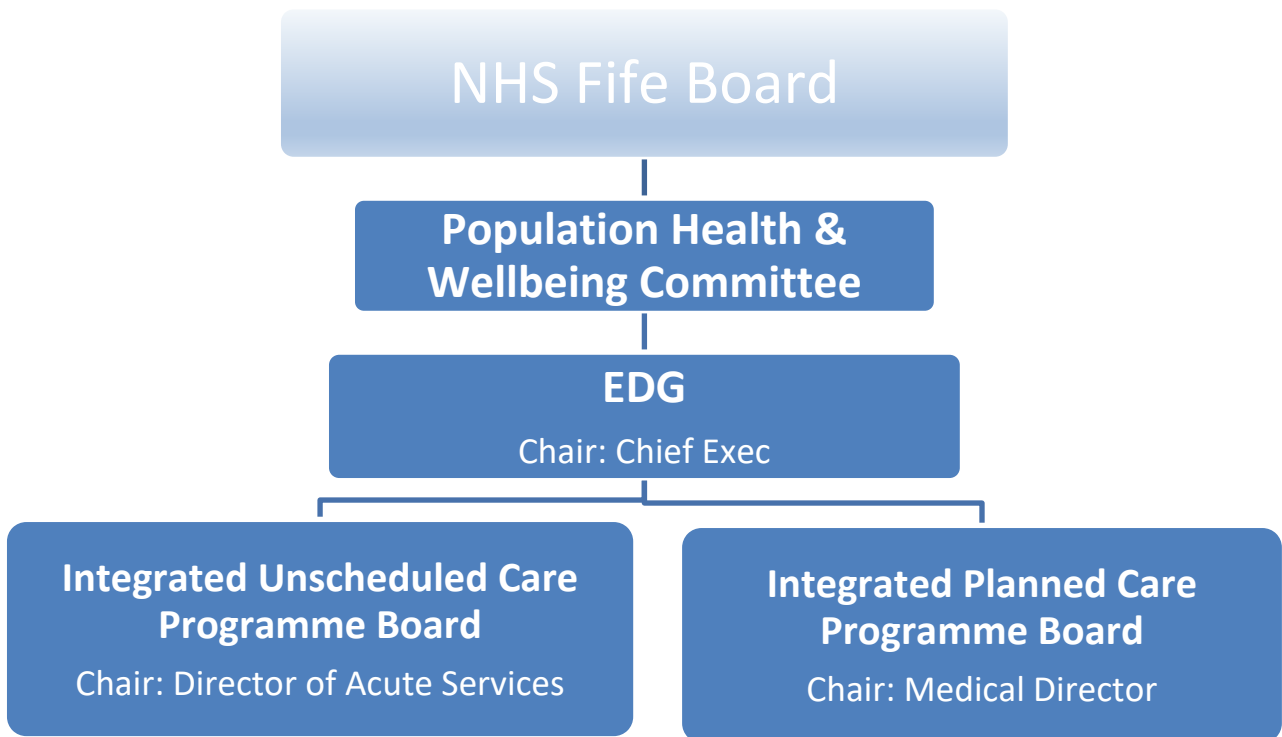 NHS Fife Board
Population Health &
Wellbeing Committee
EDG
Chair: Chief Exec
Integrated Unscheduled Care
Programme Board
Chair: Director of Acute Services
Integrated Planned Care
Programme Board
Chair: Medical Director